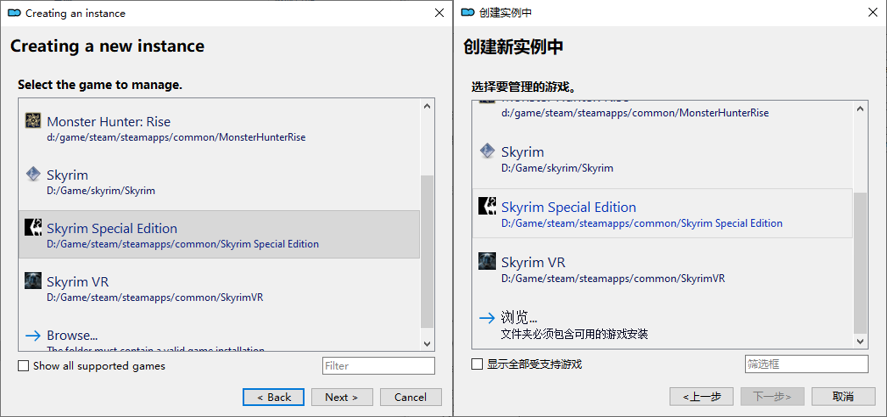 Creating an instance
Creating a new instance
Select the game to manage.
Monster Hunter: Rise
d:/game/steam/steamapps/common/MonsterHunterRise
Skyrim
D:/Game/skyrim/Skyrim
Skyrim Special Edition
D:/Game/steam/steamapps/common/Skyrim Special Edition
Skyrim VR
D:/Game/steam/steamapps/common/SkyrimVR
Browse...
The folder must contain a valid game installation
Show all supported games
Filter
< Back
Next >
Cancel
创建实例中
创建新实例中
选择要管理的游戏。
d:/game/steam/steamapps/common/MonsterHunterRise
Skyrim
D:/Game/skyrim/Skyrim
Skyrim Special Edition
D:/Game/steam/steamapps/common/Skyrim Special Edition
Skyrim VR
D:/Game/steam/steamapps/common/SkyrimVR
浏览...
文件夹必须包含可用的游戏安装
显示全部受支持游戏
筛选框
<上一步
下一步>
取消